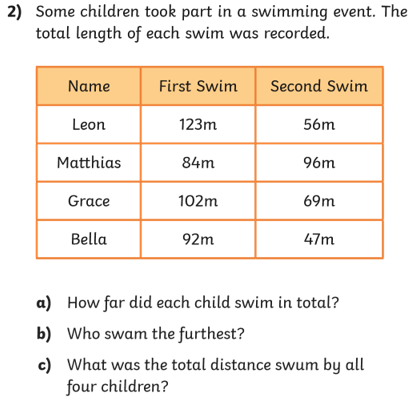 2) Some children took part in a swimming event. The
total length of each swim was recorded.
Name First Swim Second Swim
Leon 123m 56m
Matthias 84m 96m
Grace 102m 69m
Bella 92m 47m
a) How far did each child swim in total?
b) Who swam the furthest?
c) What was the total distance swum by all
four children?